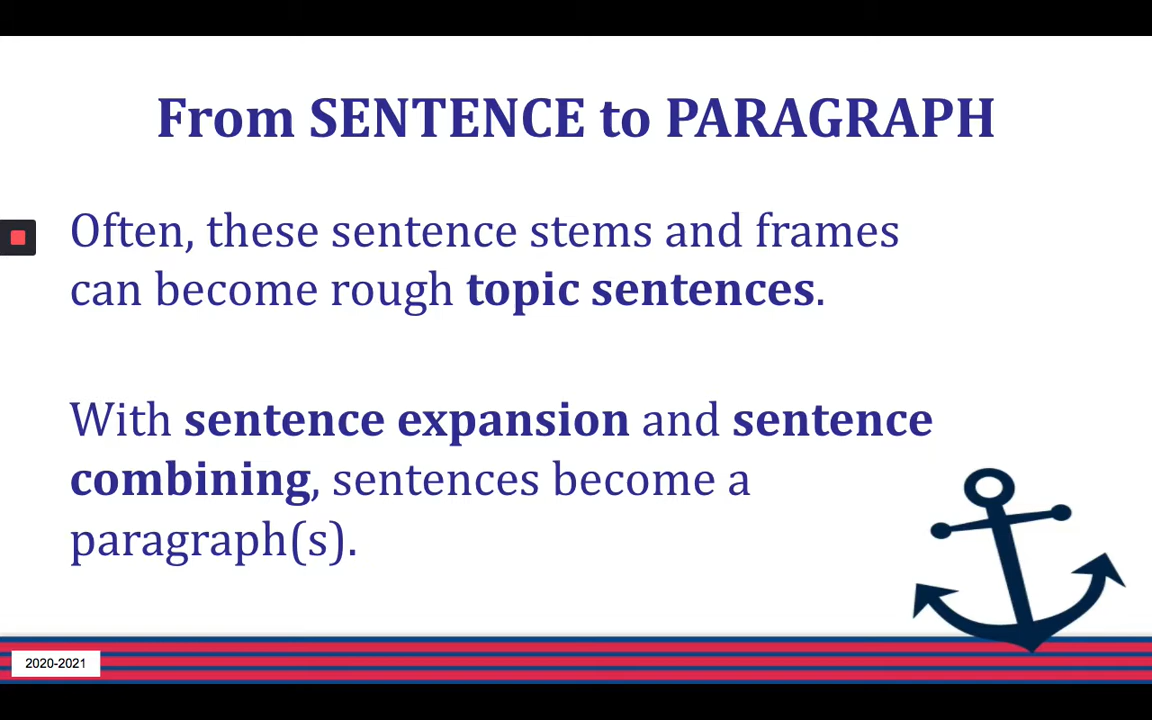 From SENTENCE to PARAGRAPH
Often, these sentence stems and frames
can become rough topic sentences.
With sentence expansion and sentence
combining, sentences become a
paragraph(s).
2020-2021